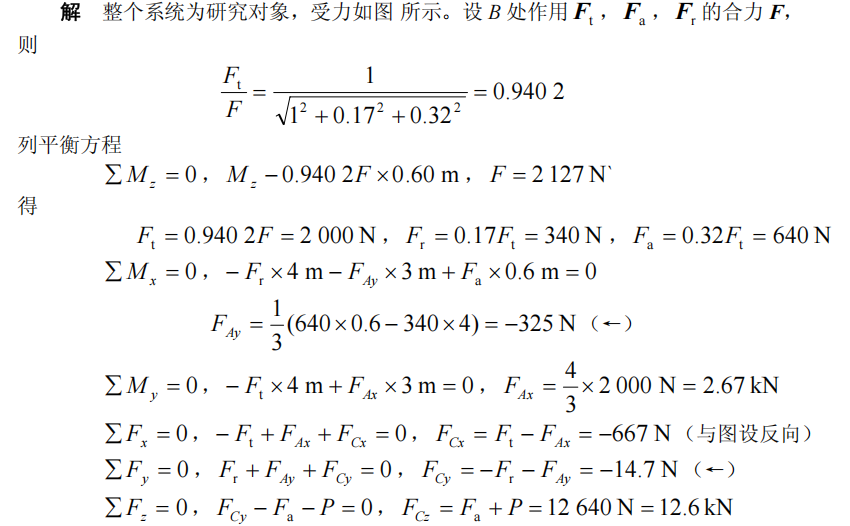 解 整个系统为研究对象，受力如图 所示。设 B 处作用 F_t，F_a，F_r 的合力 F，
则
F_t / F = 1 / √(1² + 0.17² + 0.32²) = 0.940 2
列平衡方程
∑M_z = 0，M_z − 0.940 2F × 0.60 m，F = 2 127 N`
得
F_t = 0.940 2F = 2 000 N，F_r = 0.17F_t = 340 N，F_a = 0.32F_t = 640 N
∑M_x = 0，− F_r × 4 m − F_Ay × 3 m + F_a × 0.6 m = 0
F_Ay = 1/3 (640 × 0.6 − 340 × 4) = −325 N（←）
∑M_y = 0，− F_t × 4 m + F_Ax × 3 m = 0，F_Ax = 4/3 × 2 000 N = 2.67 kN
∑F_x = 0，− F_t + F_Ax + F_Cx = 0，F_Cx = F_t − F_Ax = −667 N（与图设反向）
∑F_y = 0，F_r + F_Ay + F_Cy = 0，F_Cy = −F_r − F_Ay = −14.7 N（←）
∑F_z = 0，F_Cy − F_a − P = 0，F_Cz = F_a + P = 12 640 N = 12.6 kN